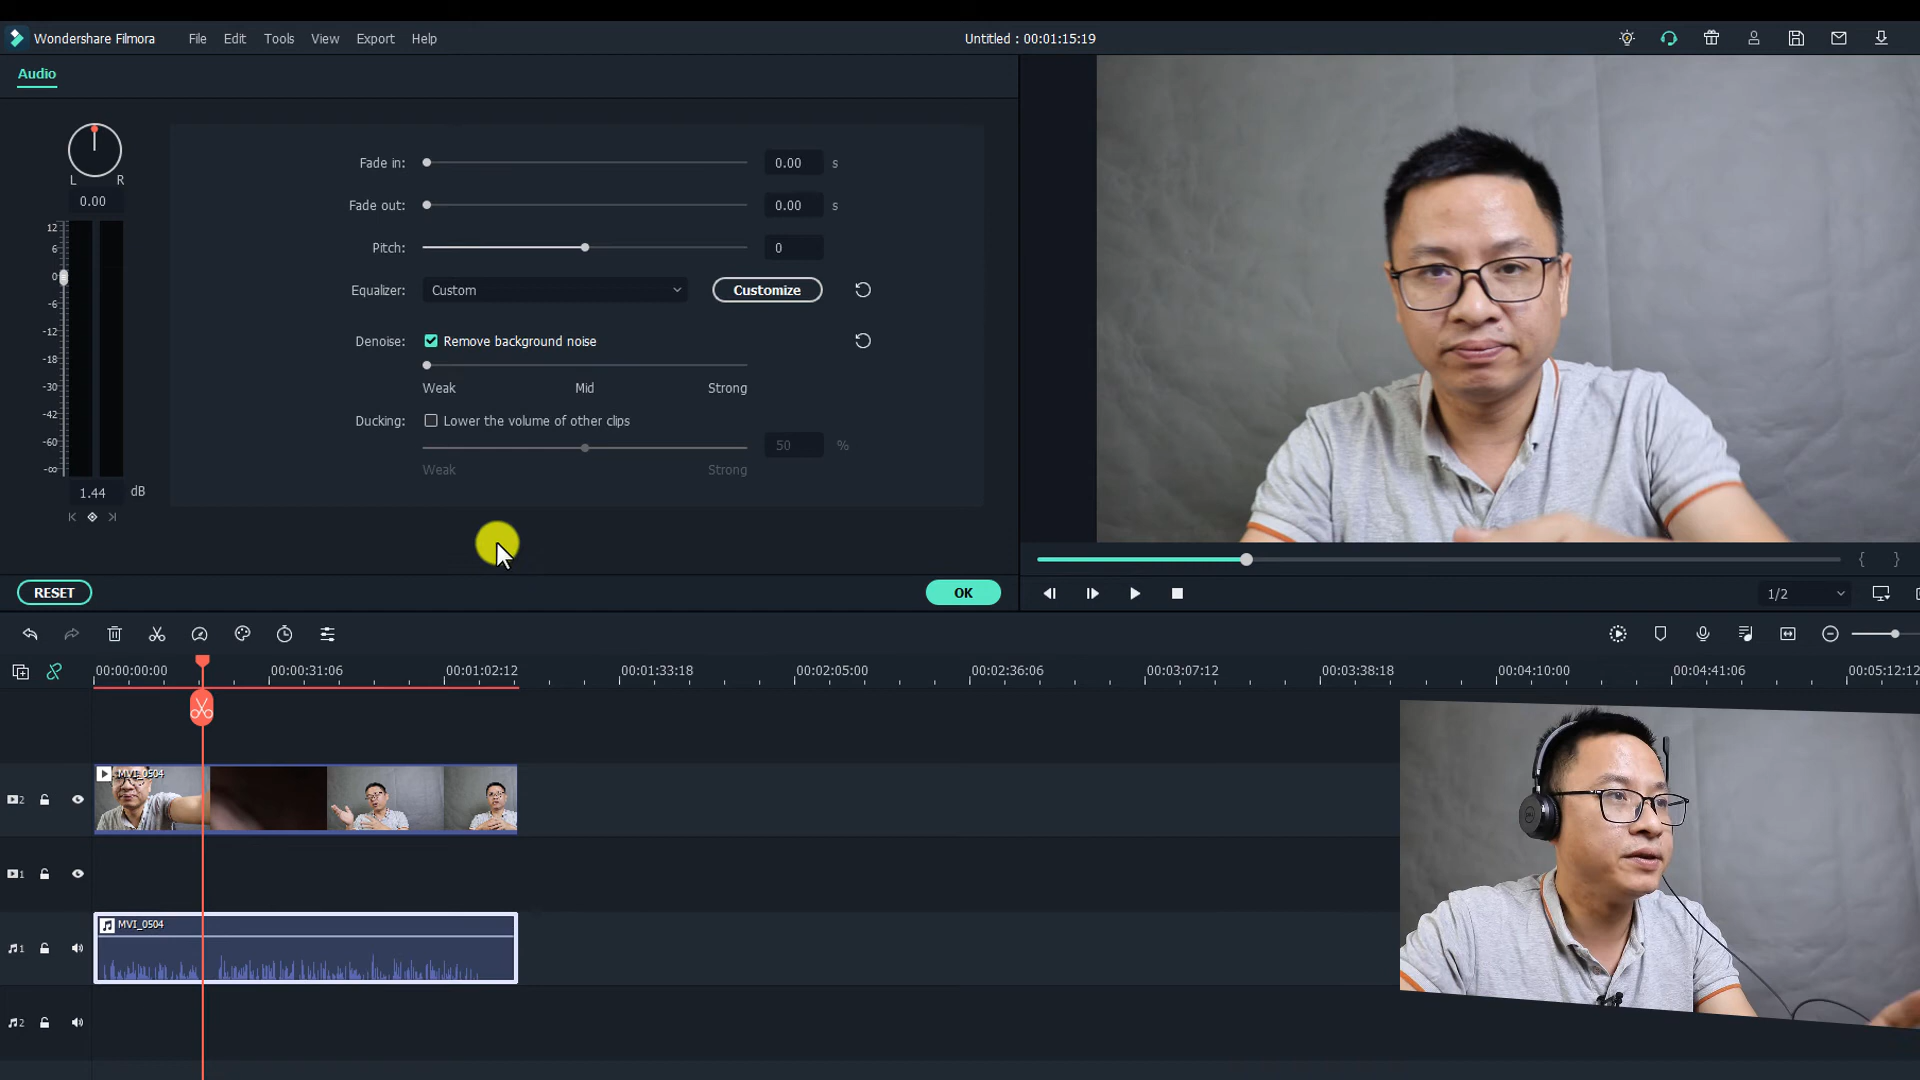 Wondershare Filmora File Edit Tools View Export Help Untitled : 00:01:15:19
Audio
L R
0.00
12
6
0
-6
-12
-18
-30
-42
-60
-∞
1.44 dB
Fade in: 0.00 s
Fade out: 0.00 s
Pitch: 0
Equalizer: Custom Customize
Denoise: Remove background noise
Weak Mid Strong
Ducking: Lower the volume of other clips
50 %
Weak Strong
RESET OK
1/2
00:00:00:00 00:00:31:06 00:01:02:12 00:01:33:18 00:02:05:00 00:02:36:06 00:03:07:12 00:03:38:18 00:04:10:00 00:04:41:06 00:05:12:12
MVI_0504
2
1
MVI_0504
1
2